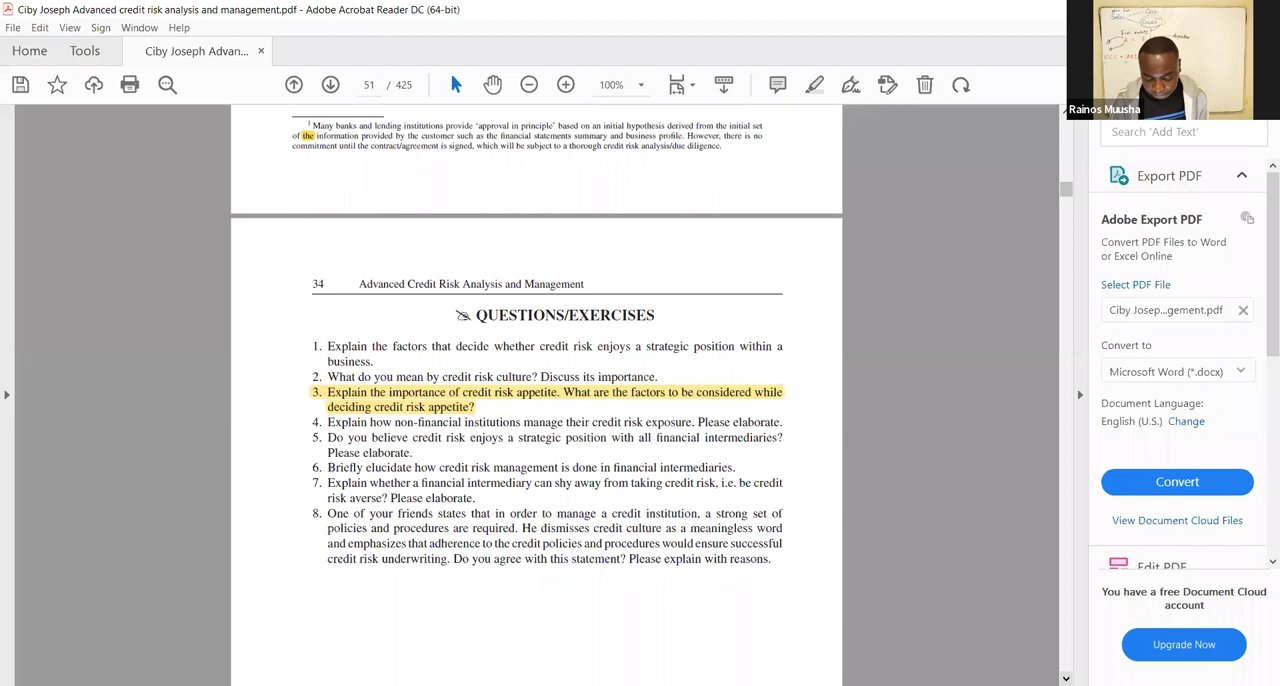 Ciby Joseph Advanced credit risk analysis and management.pdf - Adobe Acrobat Reader DC (64-bit)
File Edit View Sign Window Help
Home Tools Ciby Joseph Advan... ×
51 / 425 100%
Rainos Muusha
1 Many banks and lending institutions provide ‘approval in principle’ based on an initial hypothesis derived from the initial set
of the information provided by the customer such as the financial statements summary and business profile. However, there is no
commitment until the contract/agreement is signed, which will be subject to a thorough credit risk analysis/due diligence.
34 Advanced Credit Risk Analysis and Management
QUESTIONS/EXERCISES
1. Explain the factors that decide whether credit risk enjoys a strategic position within a
business.
2. What do you mean by credit risk culture? Discuss its importance.
3. Explain the importance of credit risk appetite. What are the factors to be considered while
deciding credit risk appetite?
4. Explain how non-financial institutions manage their credit risk exposure. Please elaborate.
5. Do you believe credit risk enjoys a strategic position with all financial intermediaries?
Please elaborate.
6. Briefly elucidate how credit risk management is done in financial intermediaries.
7. Explain whether a financial intermediary can shy away from taking credit risk, i.e. be credit
risk averse? Please elaborate.
8. One of your friends states that in order to manage a credit institution, a strong set of
policies and procedures are required. He dismisses credit culture as a meaningless word
and emphasizes that adherence to the credit policies and procedures would ensure successful
credit risk underwriting. Do you agree with this statement? Please explain with reasons.
Search 'Add Text'
Export PDF
Adobe Export PDF
Convert PDF Files to Word
or Excel Online
Select PDF File
Ciby Josep...gement.pdf
Convert to
Microsoft Word (*.docx)
Document Language:
English (U.S.) Change
Convert
View Document Cloud Files
Edit PDF
You have a free Document Cloud
account
Upgrade Now